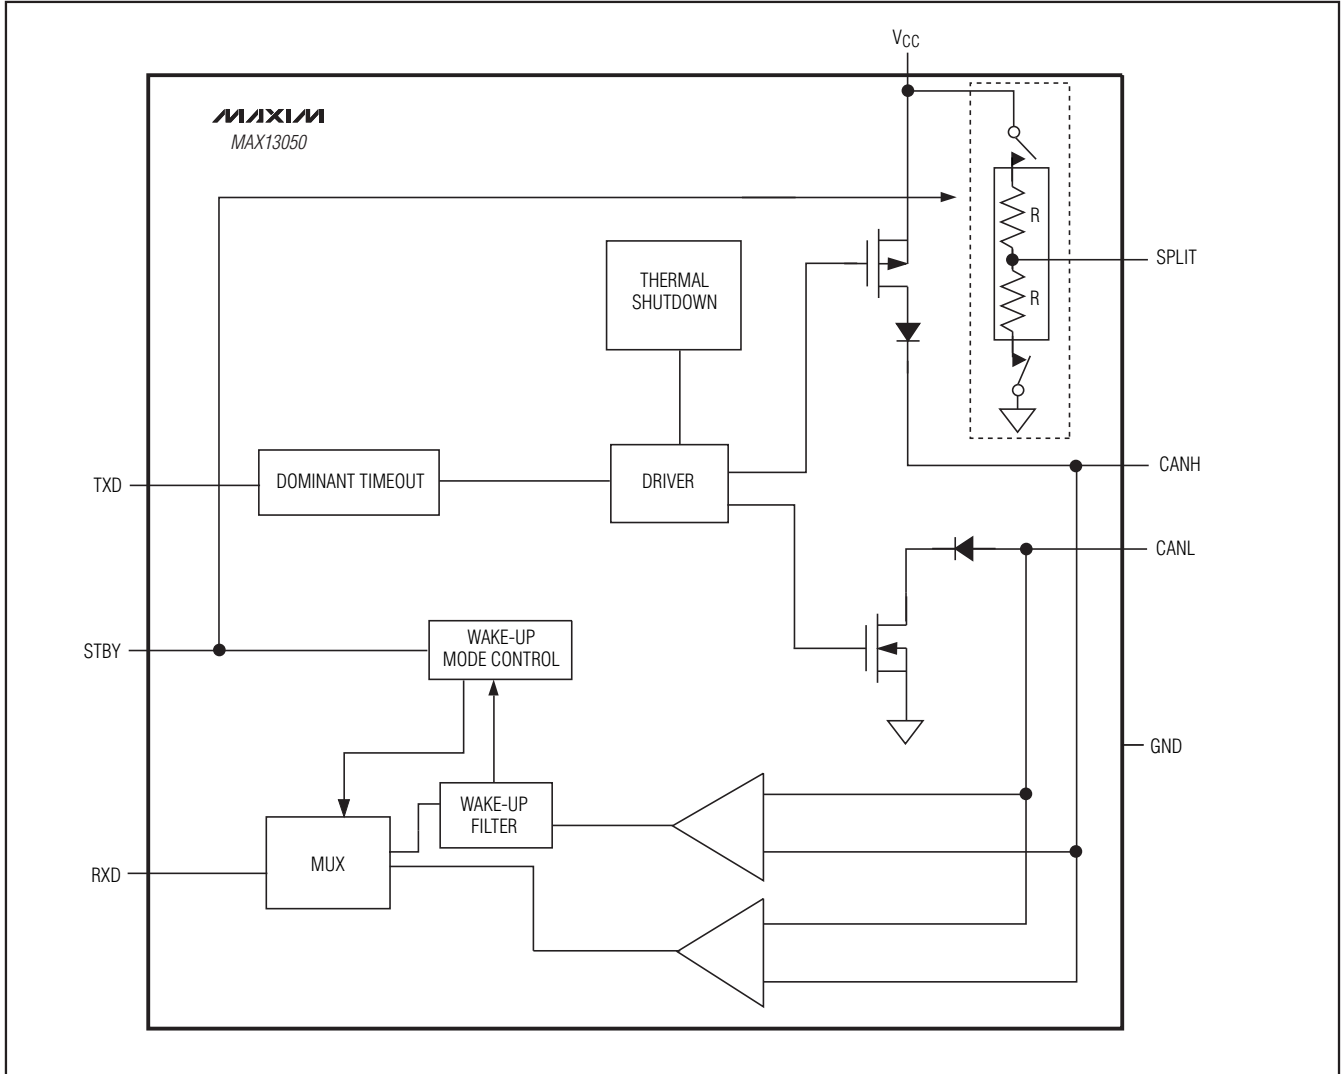 VCC
MAXIM
MAX13050
R
SPLIT
THERMAL
SHUTDOWN
R
CANH
TXD
DOMINANT TIMEOUT
DRIVER
CANL
STBY
WAKE-UP
MODE CONTROL
GND
WAKE-UP
FILTER
MUX
RXD